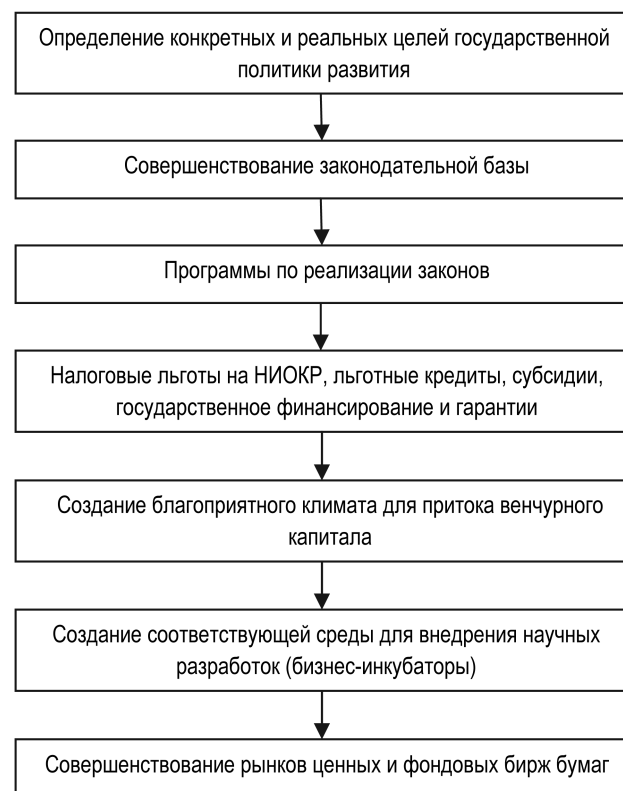 Определение конкретных и реальных целей государственной
политики развития
Совершенствование законодательной базы
Программы по реализации законов
Налоговые льготы на НИОКР, льготные кредиты, субсидии,
государственное финансирование и гарантии
Создание благоприятного климата для притока венчурного
капитала
Создание соответствующей среды для внедрения научных
разработок (бизнес-инкубаторы)
Совершенствование рынков ценных и фондовых бирж бумаг